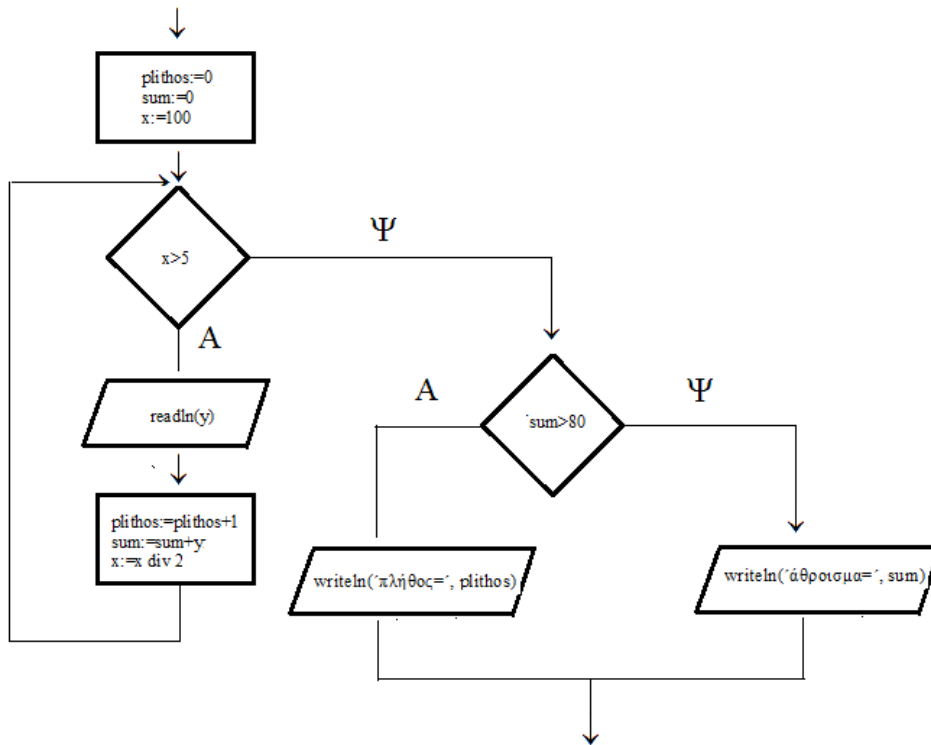 plithos:=0
sum:=0
x:=100
x>5
Ψ
Α
readln(y)
plithos:=plithos+1
sum:=sum+y
x:=x div 2
Α
sum>80
Ψ
writeln(´πλήθος=´, plithos)
writeln(´άθροισμα=´, sum)